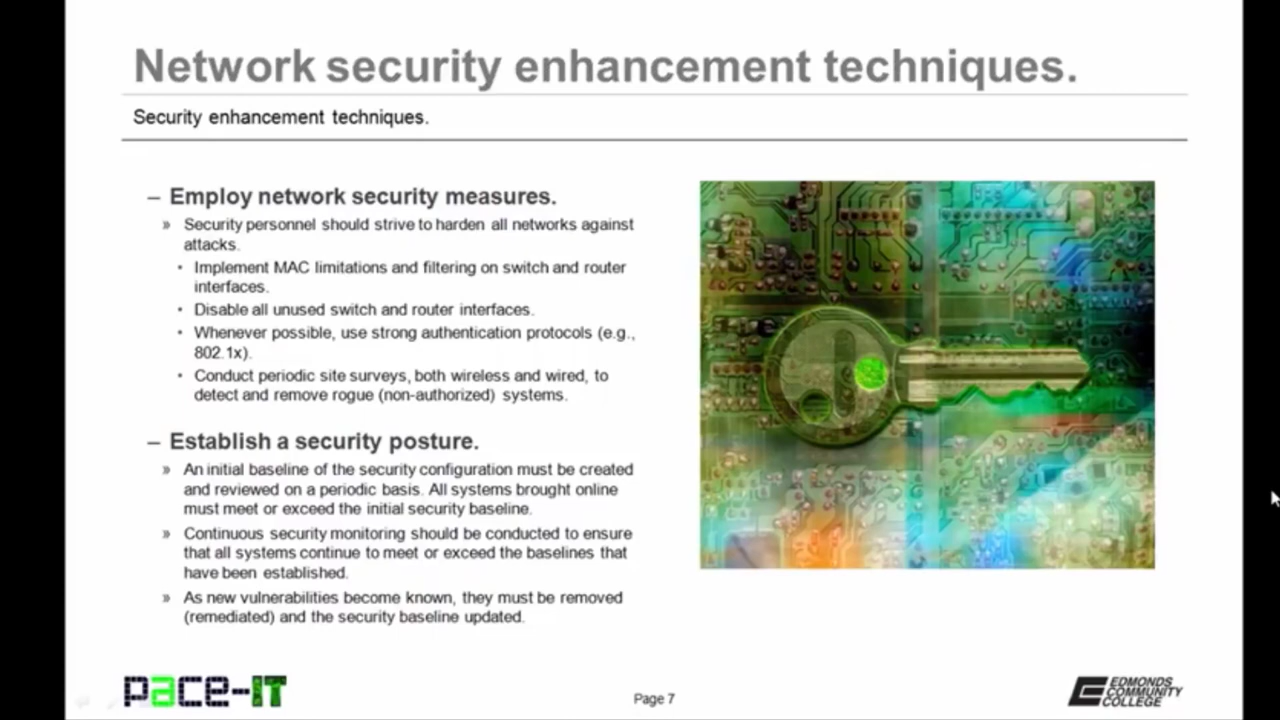 Network security enhancement techniques.
Security enhancement techniques.
– Employ network security measures.
» Security personnel should strive to harden all networks against
attacks.
• Implement MAC limitations and filtering on switch and router
interfaces.
• Disable all unused switch and router interfaces.
• Whenever possible, use strong authentication protocols (e.g.,
802.1x).
• Conduct periodic site surveys, both wireless and wired, to
detect and remove rogue (non-authorized) systems.
– Establish a security posture.
» An initial baseline of the security configuration must be created
and reviewed on a periodic basis. All systems brought online
must meet or exceed the initial security baseline.
» Continuous security monitoring should be conducted to ensure
that all systems continue to meet or exceed the baselines that
have been established.
» As new vulnerabilities become known, they must be removed
(remediated) and the security baseline updated.
pace-IT
Page 7
EDMONDS
COMMUNITY
COLLEGE